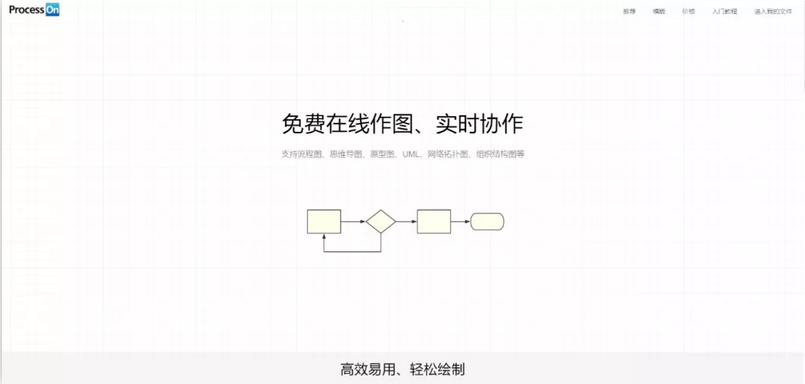 ProcessOn
推荐 模版 价格 入门教程 进入我的文件
免费在线作图、实时协作
支持流程图、思维导图、原型图、UML、网络拓扑图、组织结构图等
高效易用、轻松绘制